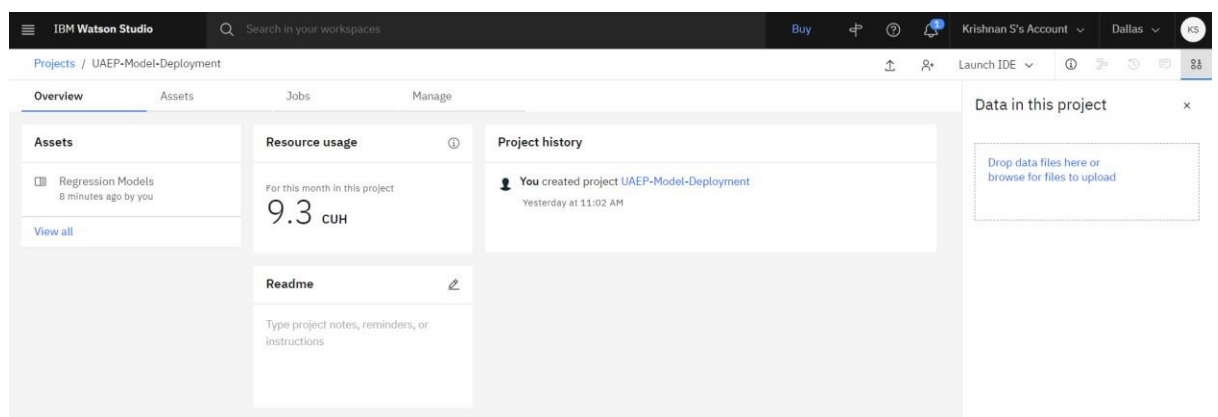 IBM Watson Studio
Search in your workspaces
Buy
1
Krishnan S's Account
Dallas
KS
Projects / UAEP-Model-Deployment
Launch IDE
Overview
Assets
Jobs
Manage
Data in this project
Assets
Resource usage
Project history
Drop data files here or
browse for files to upload
Regression Models
8 minutes ago by you
View all
For this month in this project
9.3 CUH
You created project UAEP-Model-Deployment
Yesterday at 11:02 AM
Readme
Type project notes, reminders, or
instructions